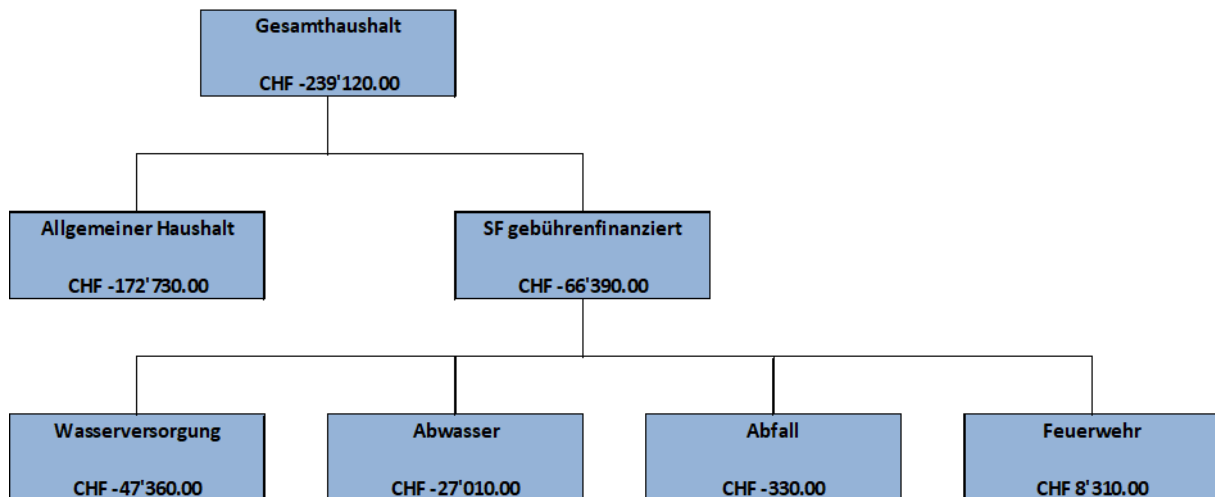 Gesamthaushalt
CHF -239'120.00
Allgemeiner Haushalt
CHF -172'730.00
SF gebührenfinanziert
CHF -66'390.00
Wasserversorgung
CHF -47'360.00
Abwasser
CHF -27'010.00
Abfall
CHF -330.00
Feuerwehr
CHF 8'310.00